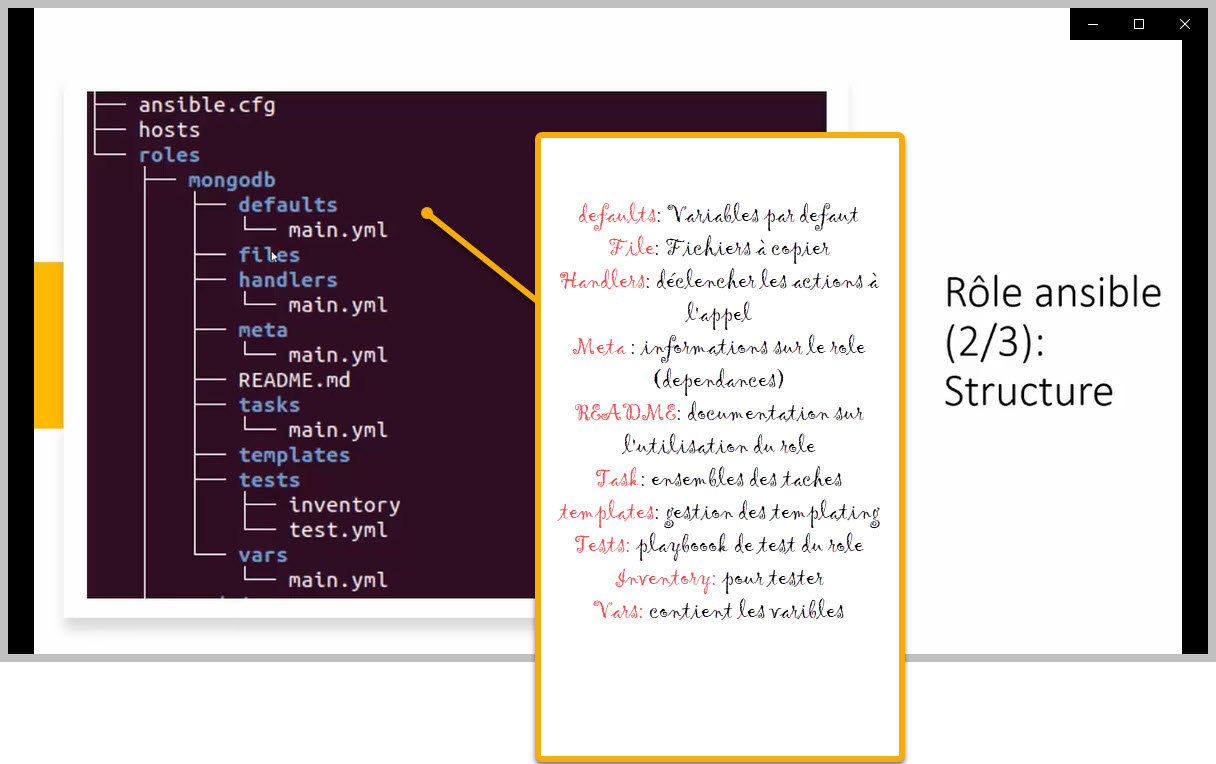 ansible.cfg
hosts
roles
mongodb
defaults
main.yml
files
handlers
main.yml
meta
main.yml
README.md
tasks
main.yml
templates
tests
inventory
test.yml
vars
main.yml
defaults: Variables par defaut
File: Fichiers à copier
Handlers: déclencher les actions à
l'appel
Meta : informations sur le role
(dependances)
README: documentation sur
l'utilisation du role
Task: ensembles des taches
templates: gestion des templating
Tests: playboook de test du role
Inventory: pour tester
Vars: contient les varibles
Rôle ansible
(2/3):
Structure